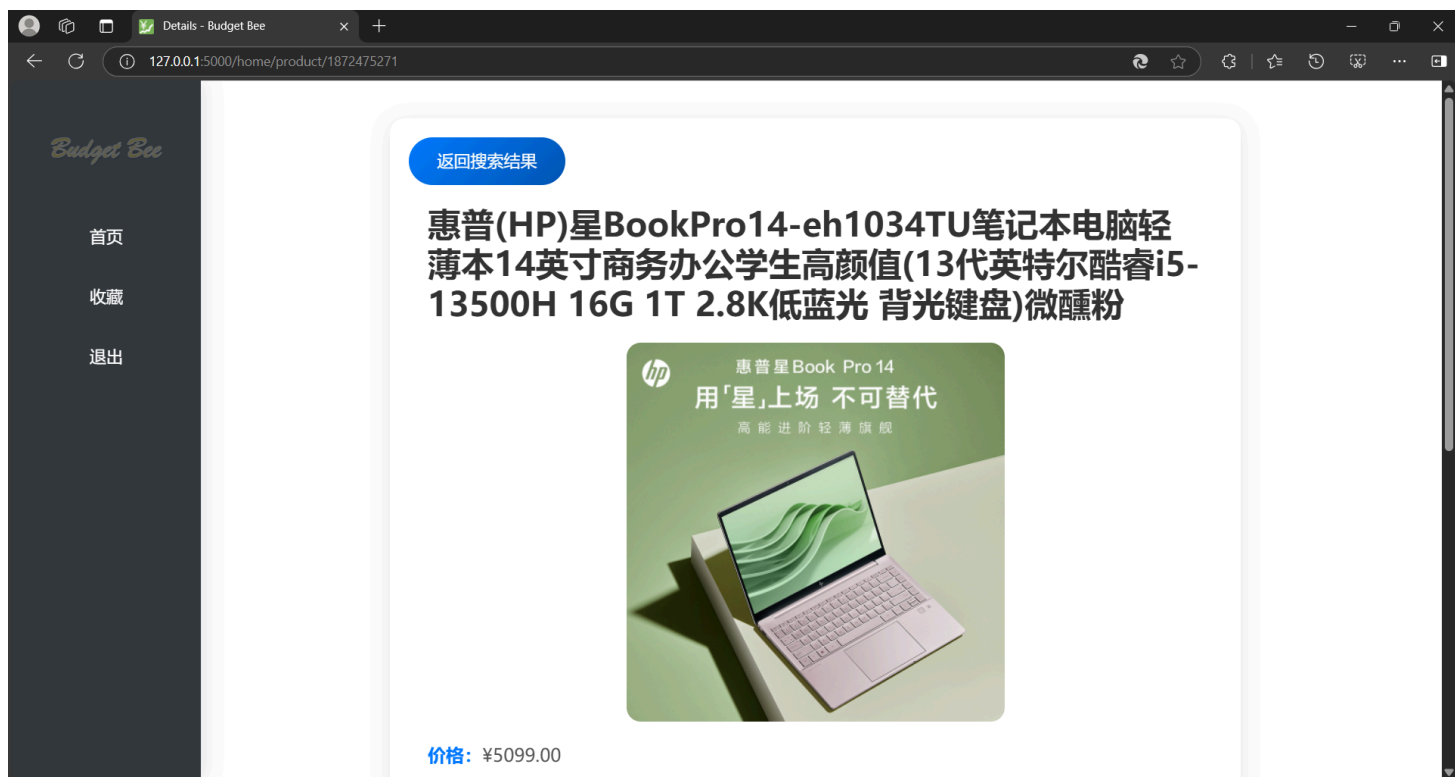 Details - Budget Bee
127.0.0.1:5000/home/product/1872475271
Budget Bee
首页
收藏
退出
返回搜索结果
惠普(HP)星BookPro14-eh1034TU笔记本电脑轻
薄本14英寸商务办公学生高颜值(13代英特尔酷睿i5-
13500H 16G 1T 2.8K低蓝光 背光键盘)微醺粉
hp
惠普星Book Pro 14
用「星」上场 不可替代
高能进阶轻薄旗舰
价格：¥5099.00